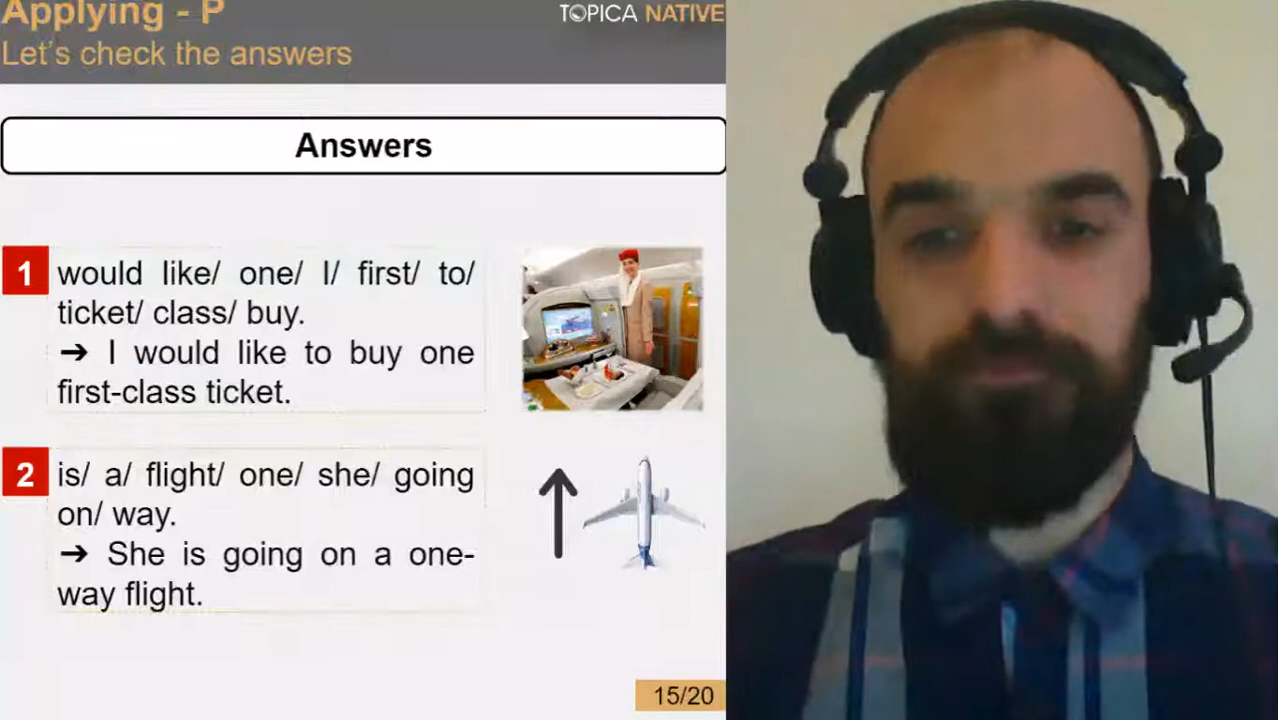 Applying - P
TOPICA NATIVE
Let's check the answers
Answers
1
would like/ one/ I/ first/ to/
ticket/ class/ buy.
➔ I would like to buy one
first-class ticket.
2
is/ a/ flight/ one/ she/ going
on/ way.
➔ She is going on a one-
way flight.
15/20